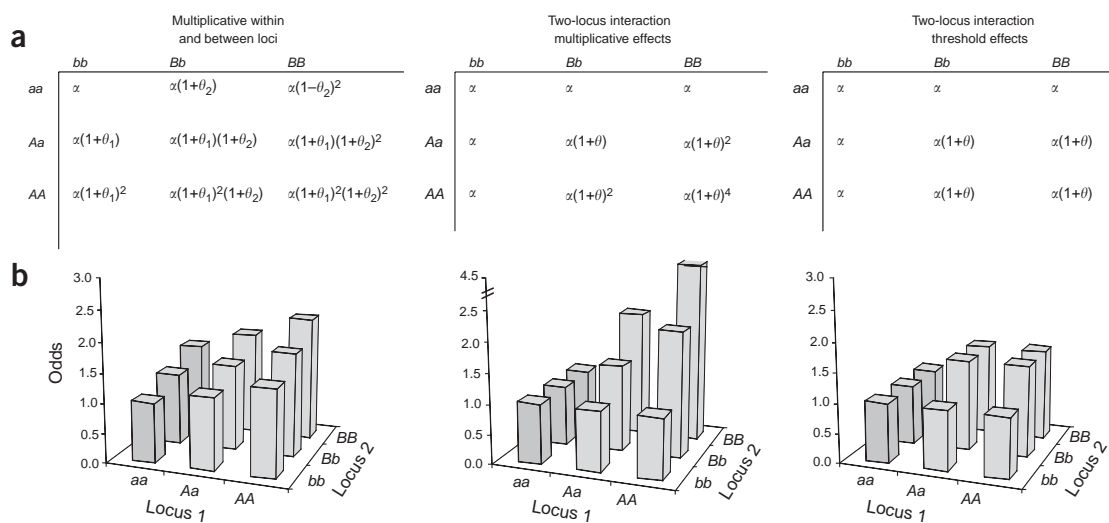 a
Multiplicative within
and between loci
bb Bb BB
aa α α(1+θ₂) α(1−θ₂)²
Aa α(1+θ₁) α(1+θ₁)(1+θ₂) α(1+θ₁)(1+θ₂)²
AA α(1+θ₁)² α(1+θ₁)²(1+θ₂) α(1+θ₁)²(1+θ₂)²
Two-locus interaction
multiplicative effects
bb Bb BB
aa α α α
Aa α α(1+θ) α(1+θ)²
AA α α(1+θ)² α(1+θ)⁴
Two-locus interaction
threshold effects
bb Bb BB
aa α α α
Aa α α(1+θ) α(1+θ)
AA α α(1+θ) α(1+θ)
b
Odds
3.0
2.5
2.0
1.5
1.0
0.5
0.0
aa Aa AA
Locus 1
bb Bb BB
Locus 2
4.5
2.5
2.0
1.5
1.0
0.5
0.0
aa Aa AA
Locus 1
bb Bb BB
Locus 2
3.0
2.5
2.0
1.5
1.0
0.5
0.0
aa Aa AA
Locus 1
bb Bb BB
Locus 2